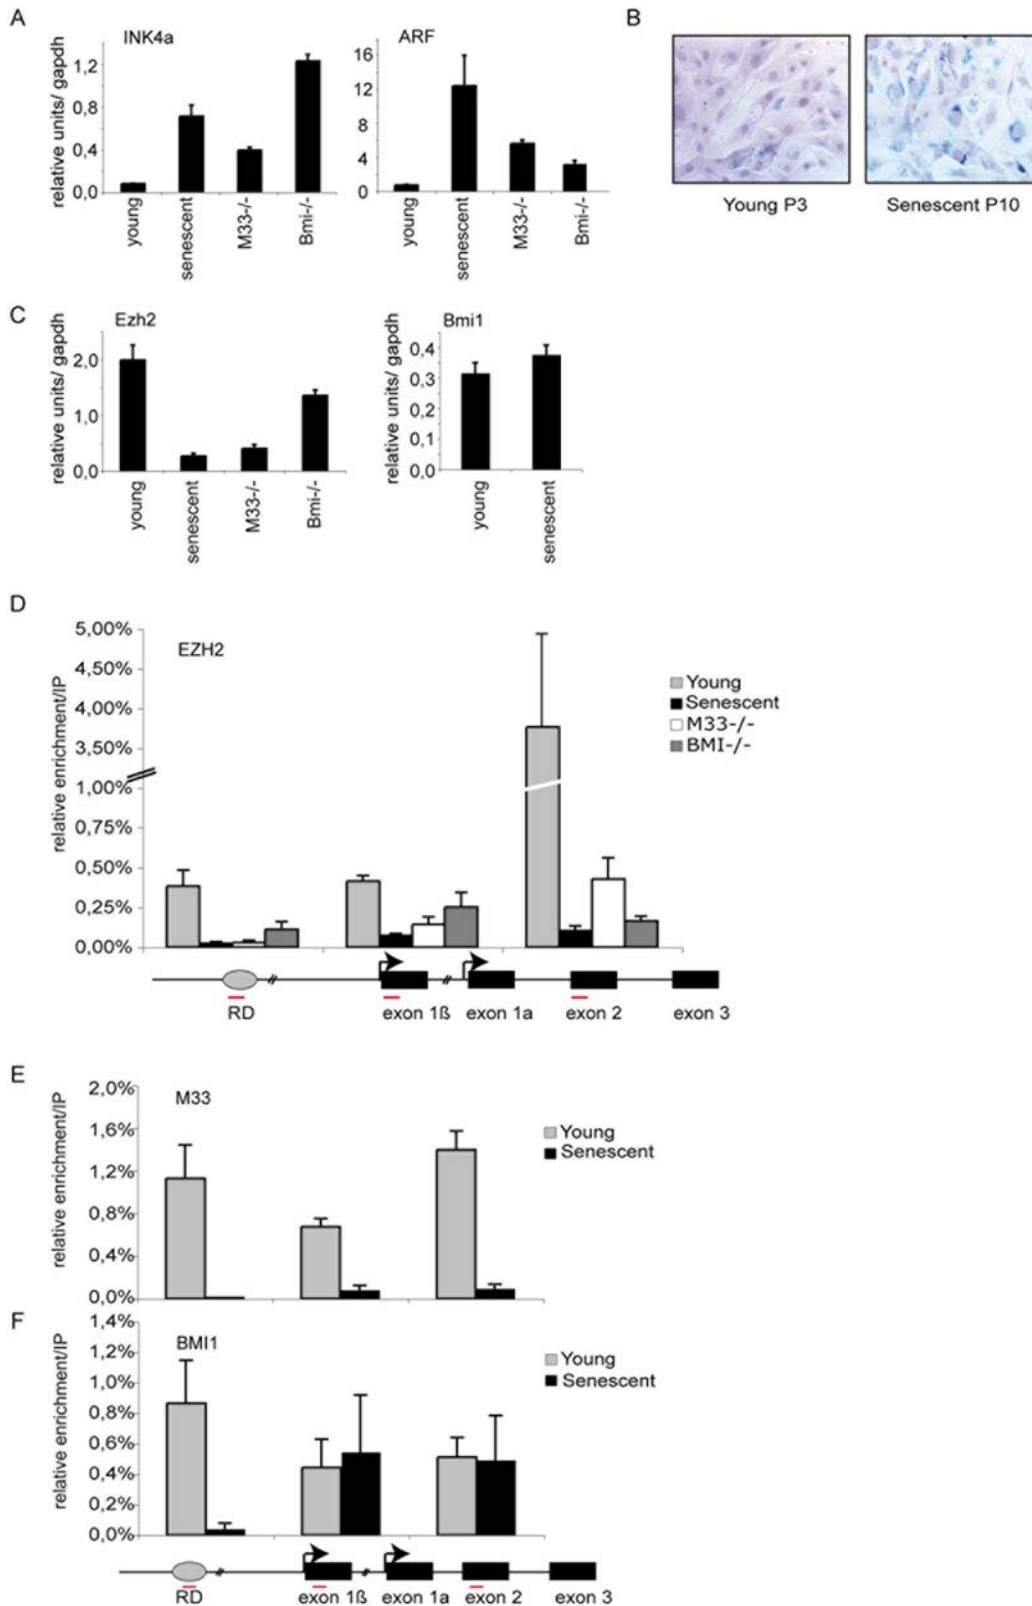 A
INK4a
relative units/ gapdh
1,2
0,8
0,4
0,0
young
senescent
M33-/-
Bmi-/-
ARF
16
12
8
4
0
young
senescent
M33-/-
Bmi-/-
B
Young P3
Senescent P10
C
Ezh2
relative units/ gapdh
2,0
1,0
0,0
young
senescent
M33-/-
Bmi-/-
Bmi1
relative units/ gapdh
0,4
0,3
0,2
0,1
0,0
young
senescent
D
EZH2
relative enrichment/IP
5,00%
4,50%
4,00%
3,50%
1,00%
0,75%
0,50%
0,25%
0,00%
Young
Senescent
M33-/-
BMI-/-
RD
exon 1ß
exon 1a
exon 2
exon 3
E
M33
relative enrichment/IP
2,0%
1,6%
1,2%
0,8%
0,4%
0,0%
Young
Senescent
F
BMI1
relative enrichment/IP
1,4%
1,2%
1,0%
0,8%
0,6%
0,4%
0,2%
0,0%
Young
Senescent
RD
exon 1ß
exon 1a
exon 2
exon 3